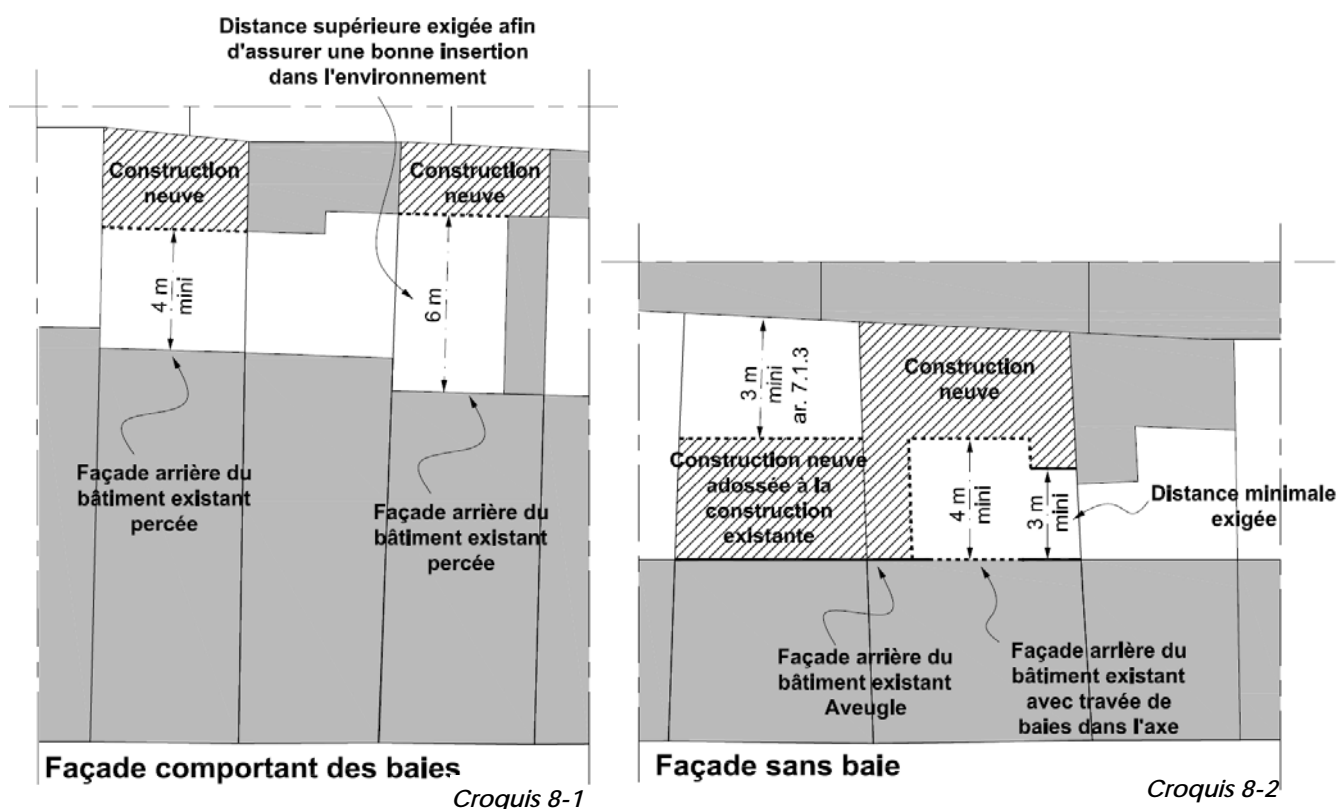 Distance supérieure exigée afin
d'assurer une bonne insertion
dans l'environnement
Construction
neuve
Construction
neuve
4 m
mini
6 m
Façade arrière du
bâtiment existant
percée
Façade arrière du
bâtiment existant
percée
Façade comportant des baies
Croquis 8-1
3 m
mini
ar. 7.1.3
Construction
neuve
Construction neuve
adossée à la
construction
existante
4 m
mini
3 m
mini
Distance minimale
exigée
Façade arrière du
bâtiment existant
Aveugle
Façade arrière du
bâtiment existant
avec travée de
baies dans l'axe
Façade sans baie
Croquis 8-2